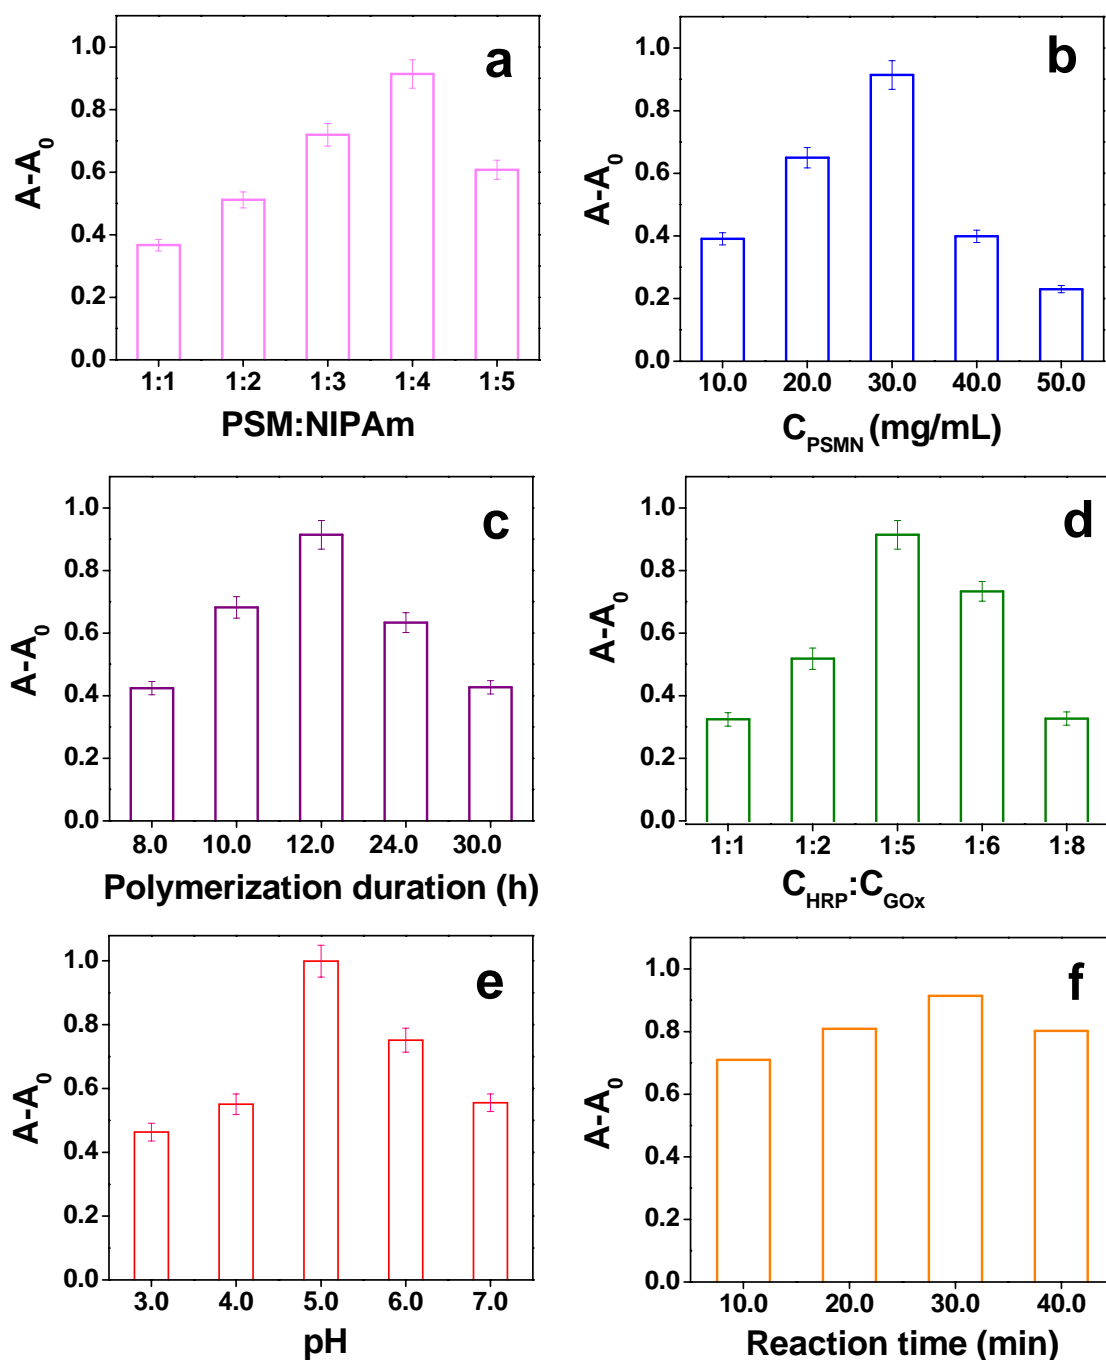 a
A-A₀
1.0
0.8
0.6
0.4
0.2
0.0
1:1 1:2 1:3 1:4 1:5
PSM:NIPAm
b
A-A₀
1.0
0.8
0.6
0.4
0.2
0.0
10.0 20.0 30.0 40.0 50.0
C_PSMN (mg/mL)
c
A-A₀
1.0
0.8
0.6
0.4
0.2
0.0
8.0 10.0 12.0 24.0 30.0
Polymerization duration (h)
d
A-A₀
1.0
0.8
0.6
0.4
0.2
0.0
1:1 1:2 1:5 1:6 1:8
C_HRP:C_GOx
e
A-A₀
1.0
0.8
0.6
0.4
0.2
0.0
3.0 4.0 5.0 6.0 7.0
pH
f
A-A₀
1.0
0.8
0.6
0.4
0.2
0.0
10.0 20.0 30.0 40.0
Reaction time (min)